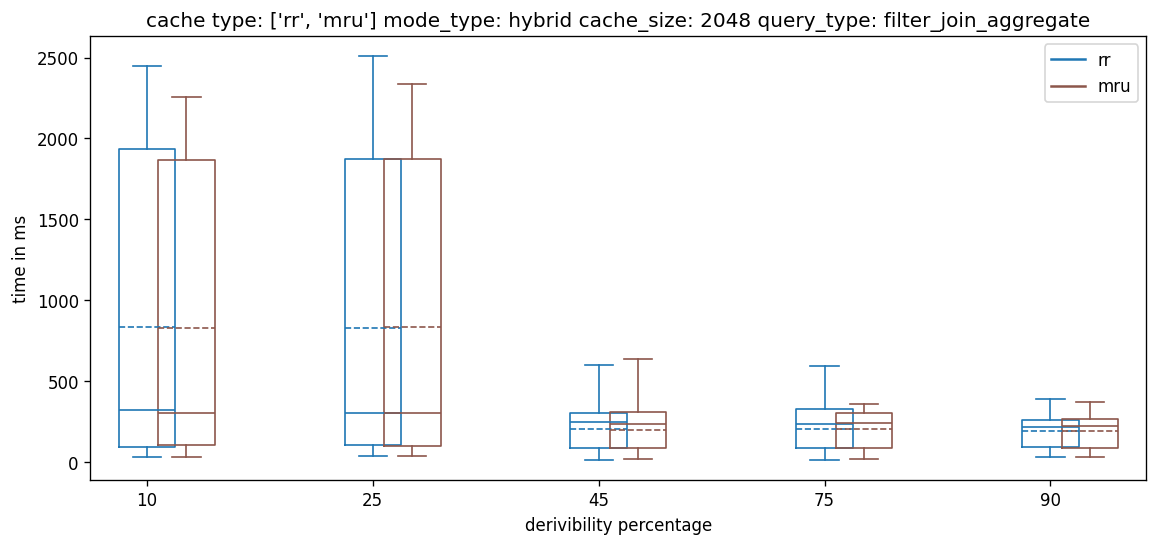 cache type: ['rr', 'mru'] mode_type: hybrid cache_size: 2048 query_type: filter_join_aggregate
rr
mru
2500
2000
1500
1000
500
0
time in ms
10 25 45 75 90
derivibility percentage